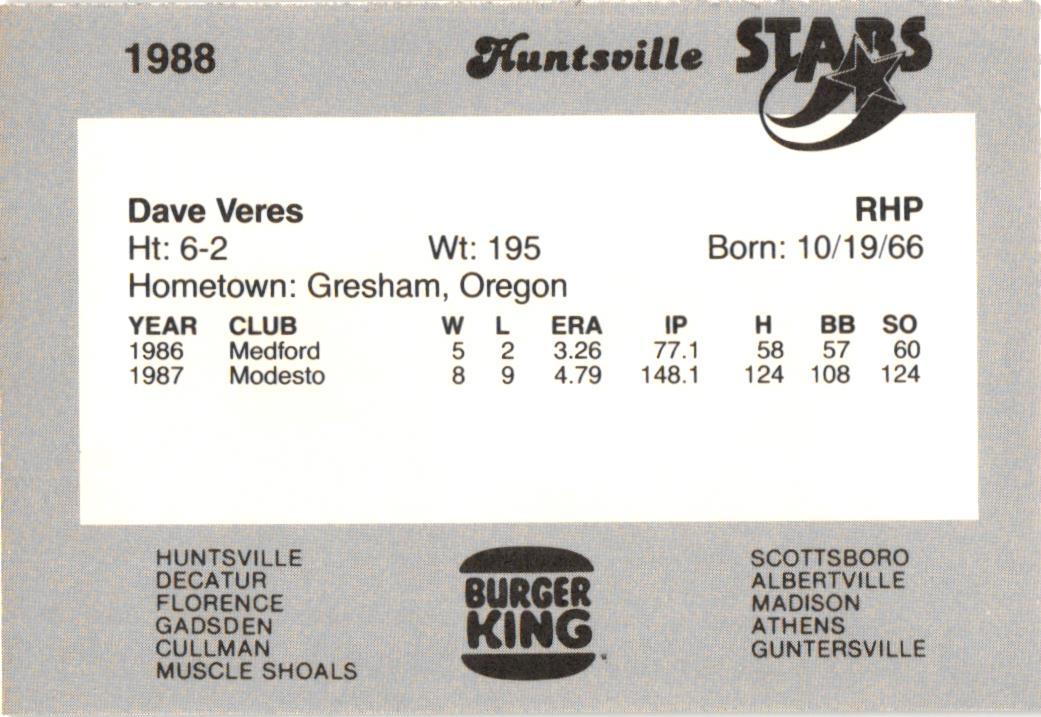 1988 Huntsville STARS
Dave Veres RHP
Ht: 6-2 Wt: 195 Born: 10/19/66
Hometown: Gresham, Oregon
YEAR CLUB W L ERA IP H BB SO
1986 Medford 5 2 3.26 77.1 58 57 60
1987 Modesto 8 9 4.79 148.1 124 108 124
HUNTSVILLE
DECATUR
FLORENCE
GADSDEN
CULLMAN
MUSCLE SHOALS
BURGER
KING
SCOTTSBORO
ALBERTVILLE
MADISON
ATHENS
GUNTERSVILLE